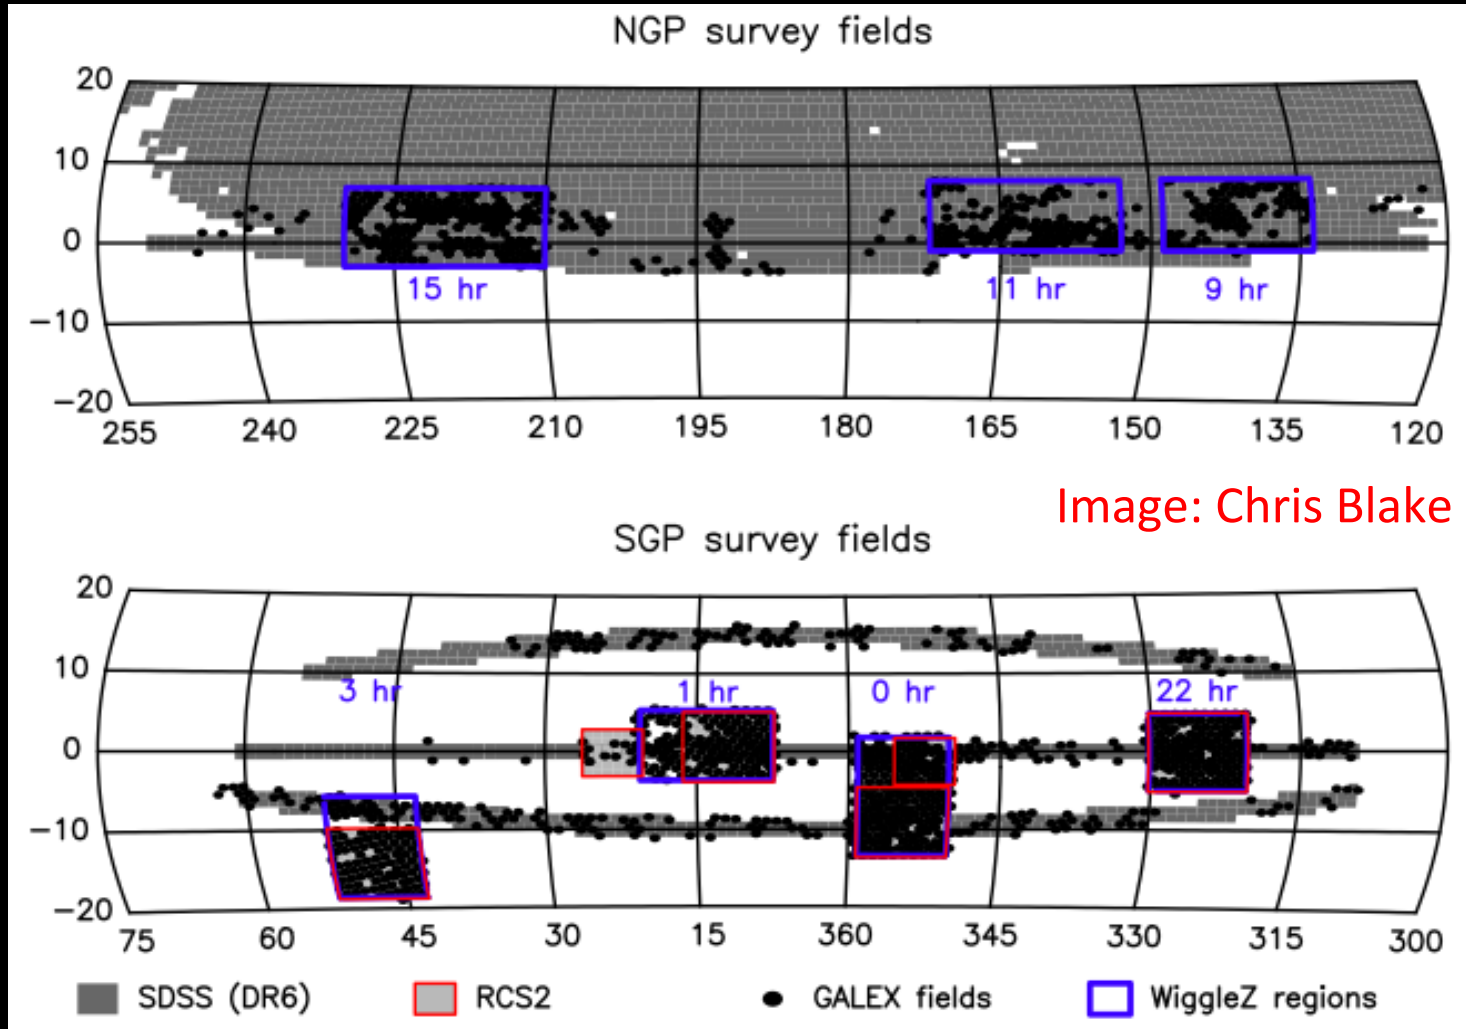 NGP survey fields
20
10
0
−10
−20
15 hr
11 hr
9 hr
255 240 225 210 195 180 165 150 135 120
Image: Chris Blake
SGP survey fields
20
10
0
−10
−20
3 hr
1 hr
0 hr
22 hr
75 60 45 30 15 360 345 330 315 300
SDSS (DR6) RCS2 GALEX fields WiggleZ regions